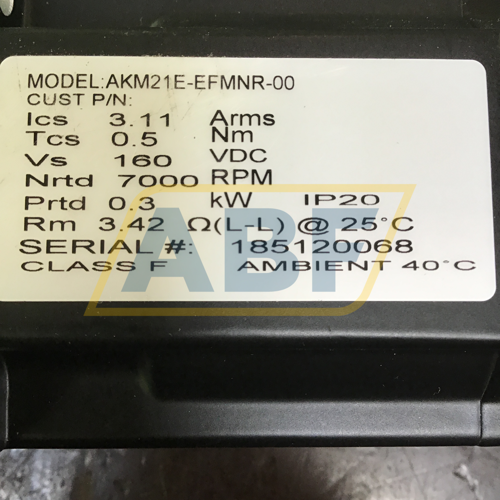 MODEL:AKM21E-EFMNR-00
CUST P/N:
Ics 3.11 Arms
Tcs 0.5 Nm
Vs 160 VDC
Nrtd 7000 RPM
Prtd 0.3 kW IP20
Rm 3.42 Ω(L-L) @ 25°C
SERIAL #: 185120068
CLASS F AMBIENT 40°C
ABF